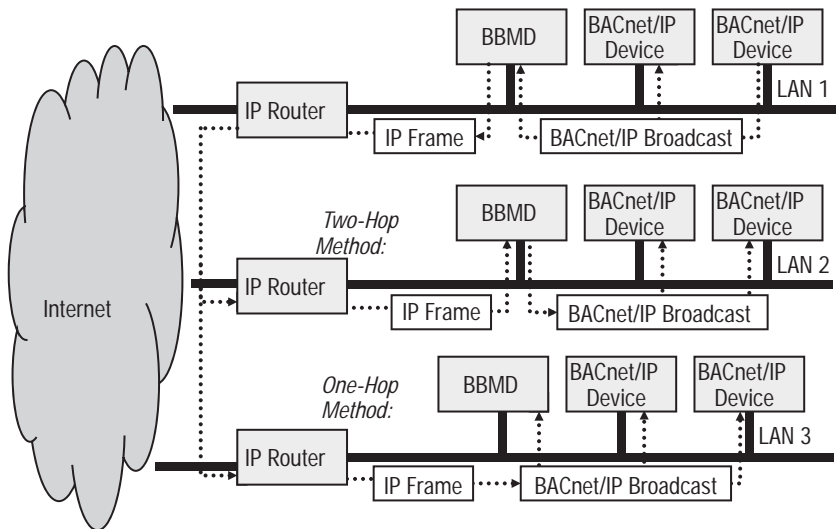 BBMD
BACnet/IP
Device
BACnet/IP
Device
LAN 1
IP Router
IP Frame
BACnet/IP Broadcast
Two-Hop
Method:
BBMD
BACnet/IP
Device
BACnet/IP
Device
LAN 2
IP Router
Internet
IP Frame
BACnet/IP Broadcast
One-Hop
Method:
BBMD
BACnet/IP
Device
BACnet/IP
Device
LAN 3
IP Router
IP Frame
BACnet/IP Broadcast